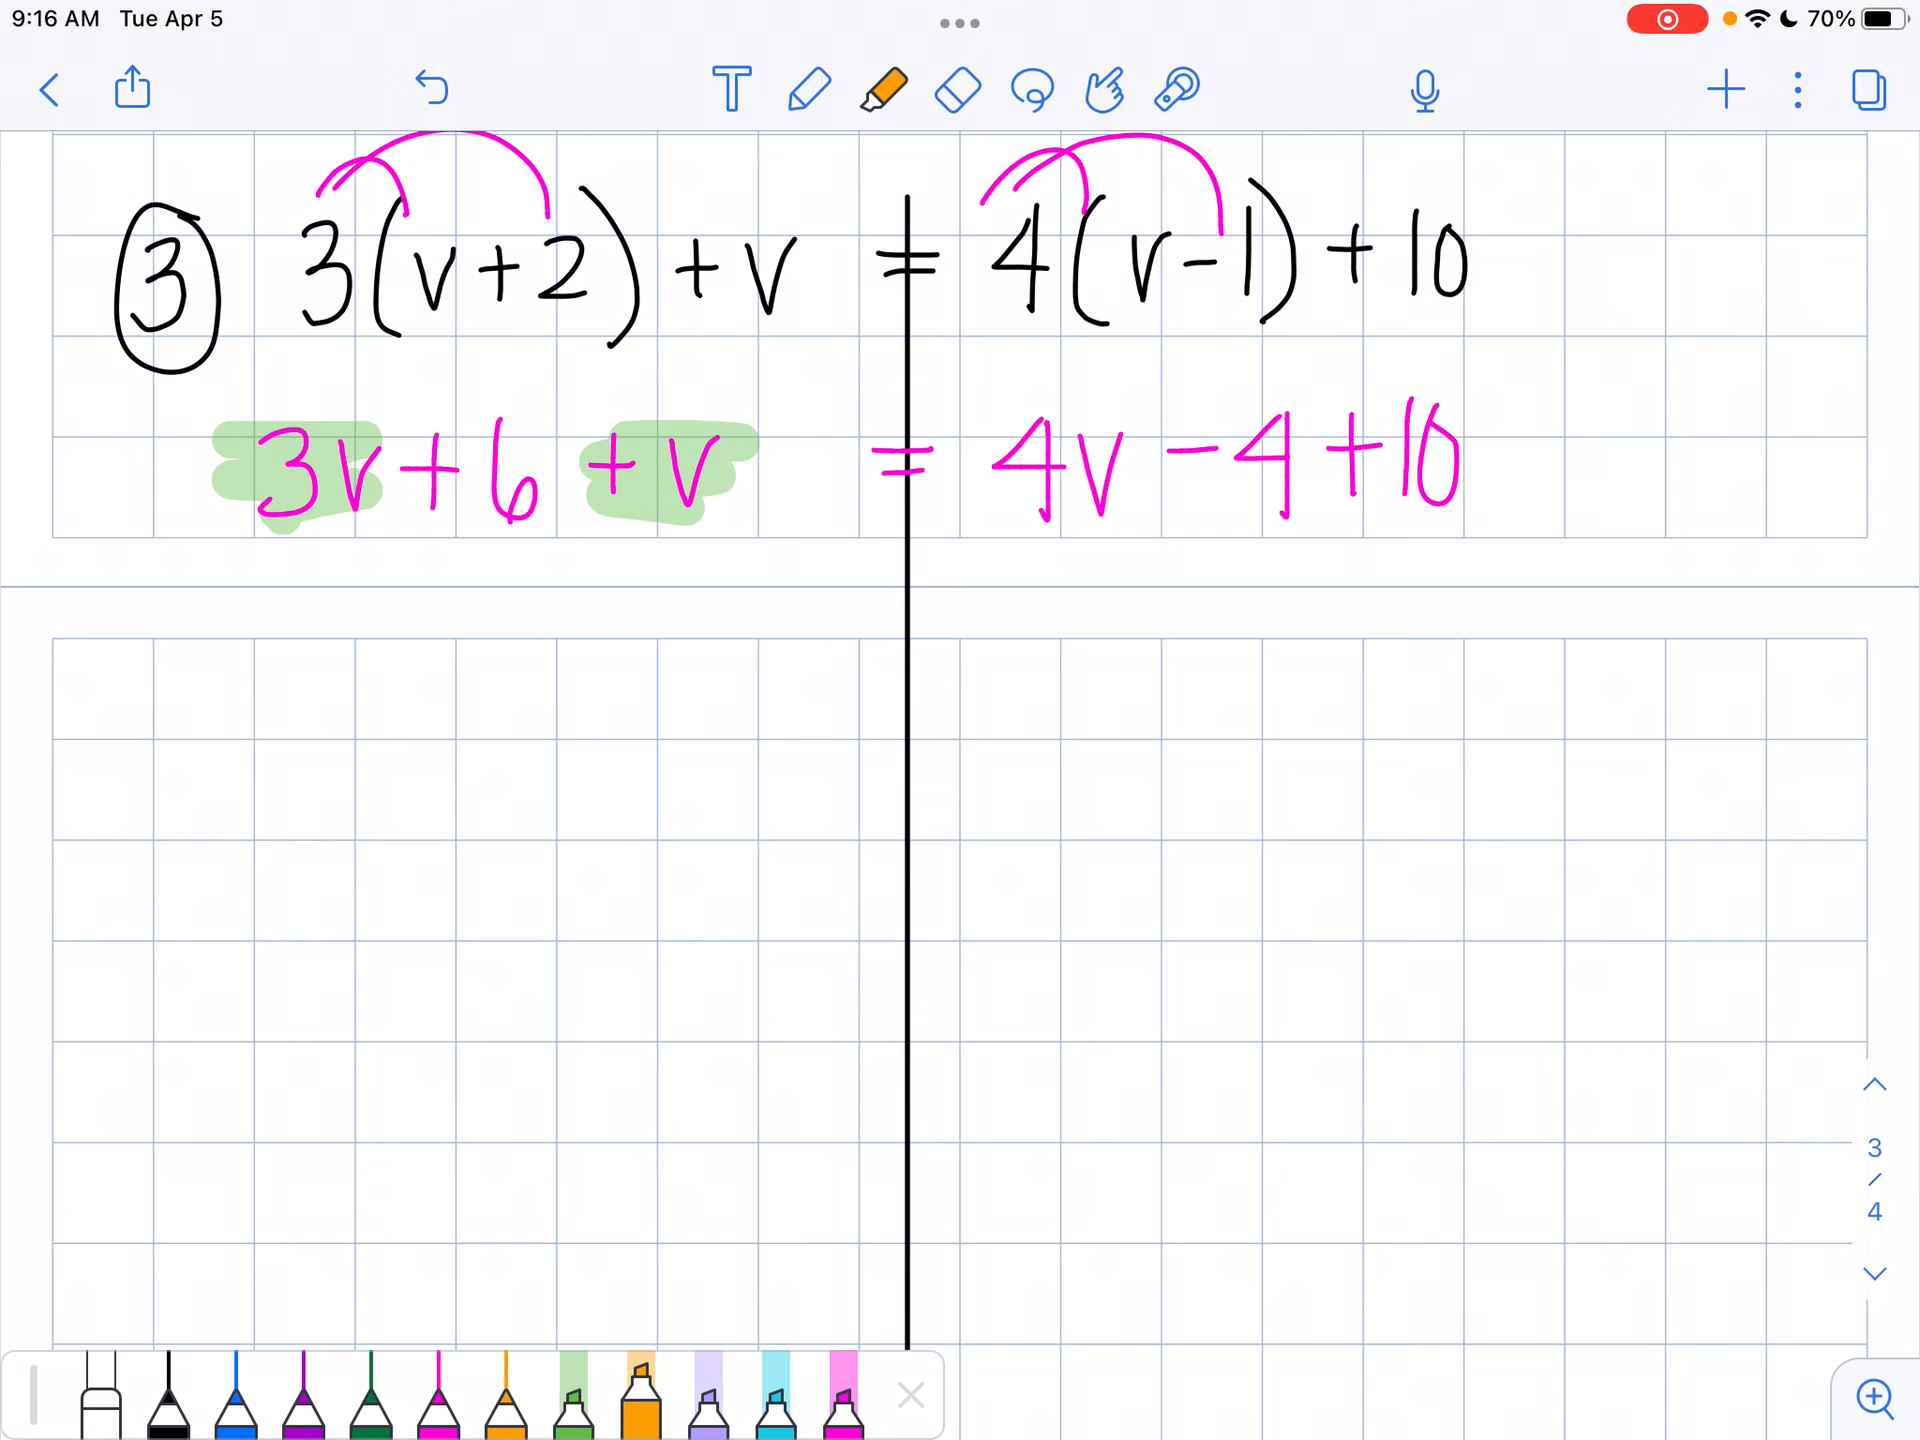 9:16 AM Tue Apr 5
70%
T
3 3(v+2)+v = 4(v-1)+10
3v+6+v = 4v-4+10
3
/
4